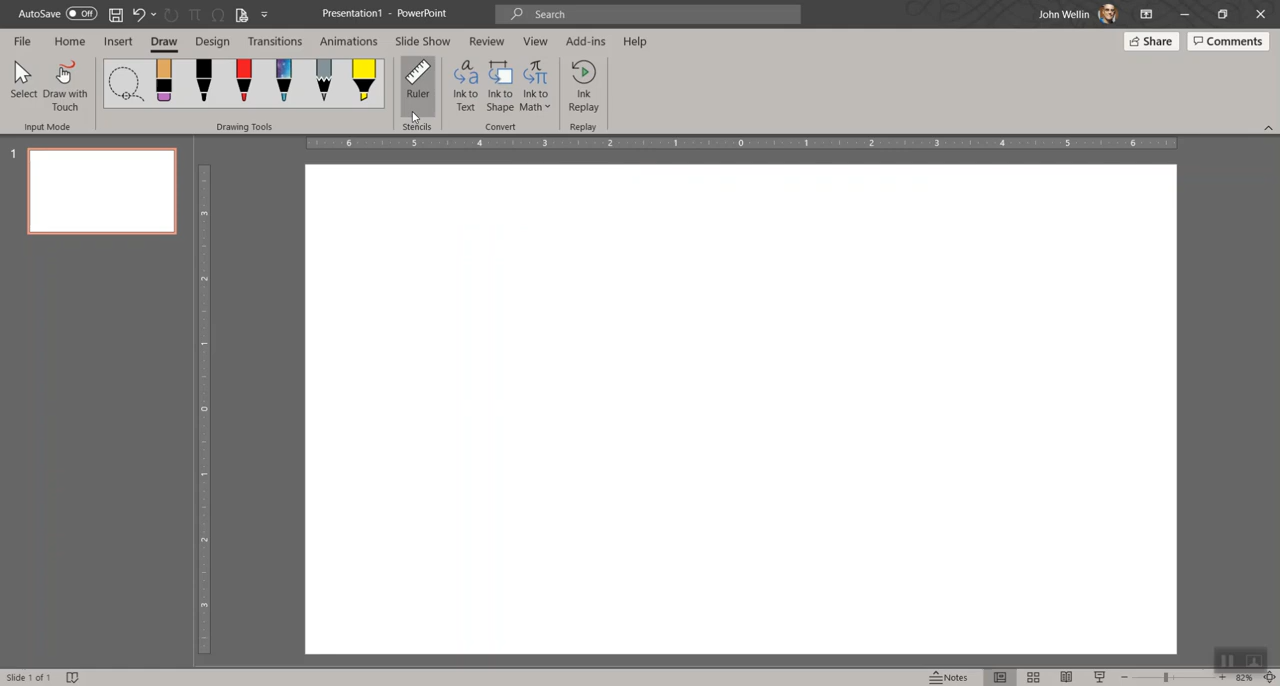 AutoSave Off Presentation1 - PowerPoint Search John Wellin
File Home Insert Draw Design Transitions Animations Slide Show Review View Add-ins Help Share Comments
Select
Draw with
Touch
Ruler
Ink to
Text
Ink to
Shape
Ink to
Math
Ink
Replay
Input Mode Drawing Tools Stencils Convert Replay
6 5 4 3 2 1 0 1 2 3 4 5 6
1
3
2
1
0
1
2
3
Slide 1 of 1 Notes 82%